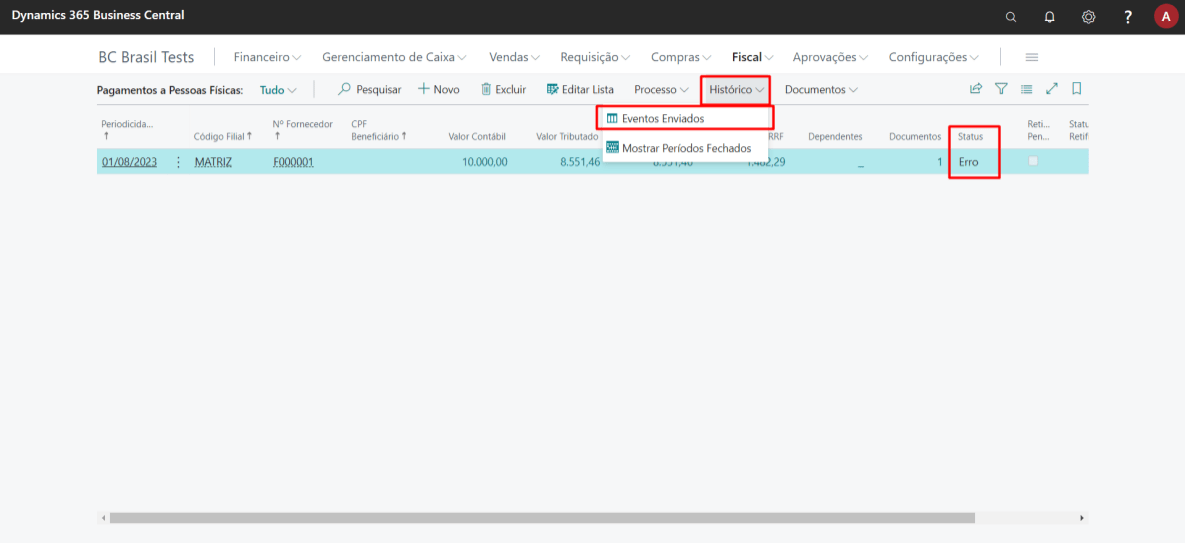 Dynamics 365 Business Central
?
A
BC Brasil Tests
Financeiro
Gerenciamento de Caixa
Vendas
Requisição
Compras
Fiscal
Aprovações
Configurações
Pagamentos a Pessoas Físicas:
Tudo
Pesquisar
Novo
Excluir
Editar Lista
Processo
Histórico
Documentos
Eventos Enviados
Mostrar Períodos Fechados
Periodicida...
Código Filial
Nº Fornecedor
CPF
Beneficiário
Valor Contábil
Valor Tributado
RRF
Dependentes
Documentos
Status
Reti...
Pen...
Statu
Retifi
01/08/2023
MATRIZ
F000001
10.000,00
8.551,46
8.551,46
1.482,29
_
1
Erro